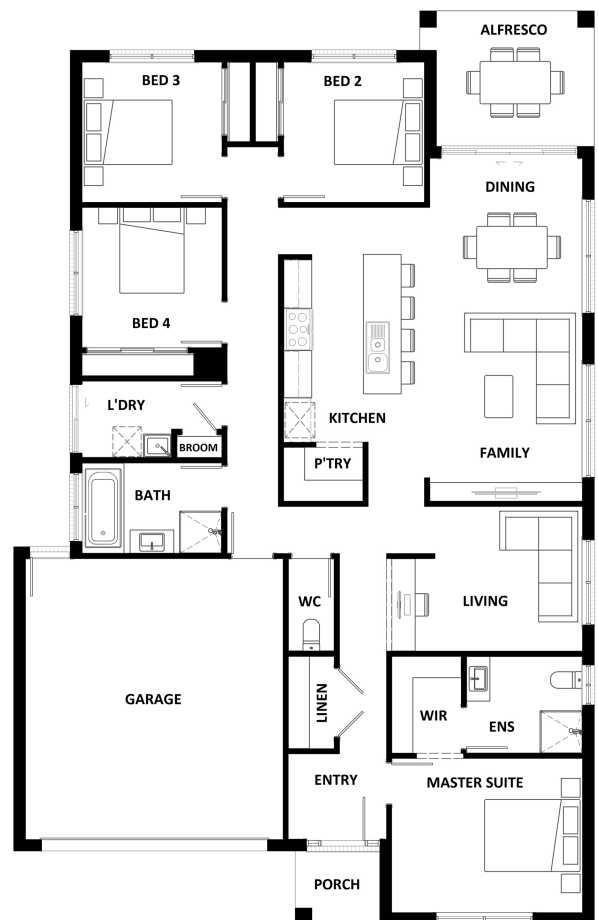 ALFRESCO
BED 3
BED 2
DINING
BED 4
L'DRY
KITCHEN
BROOM
FAMILY
P'TRY
BATH
WC
LIVING
GARAGE
LINEN
WIR
ENS
ENTRY
MASTER SUITE
PORCH